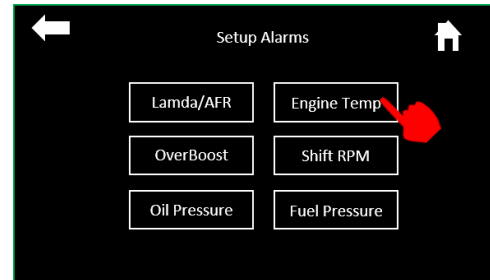 Setup Alarms
Lamda/AFR
Engine Temp
OverBoost
Shift RPM
Oil Pressure
Fuel Pressure